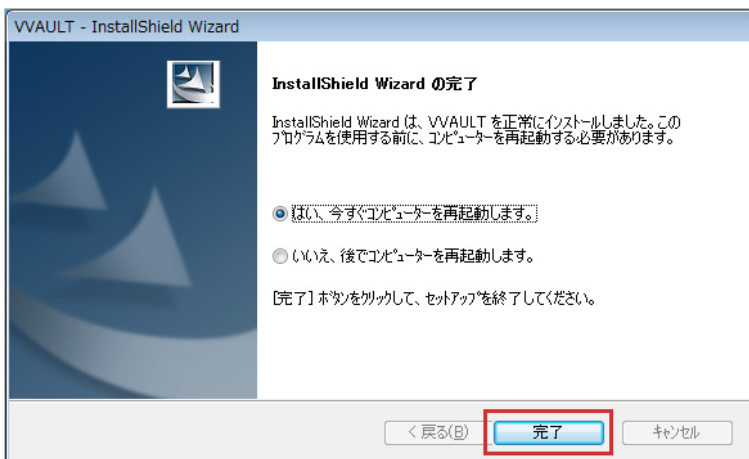 VVAULT - InstallShield Wizard
InstallShield Wizard の完了
InstallShield Wizard は、VVAULT を正常にインストールしました。この
プログラムを使用する前に、コンピューターを再起動する必要があります。
はい、今すぐコンピューターを再起動します。
いいえ、後でコンピューターを再起動します。
[完了] ボタンをクリックして、セットアップを終了してください。
< 戻る(B)
完了
キャンセル